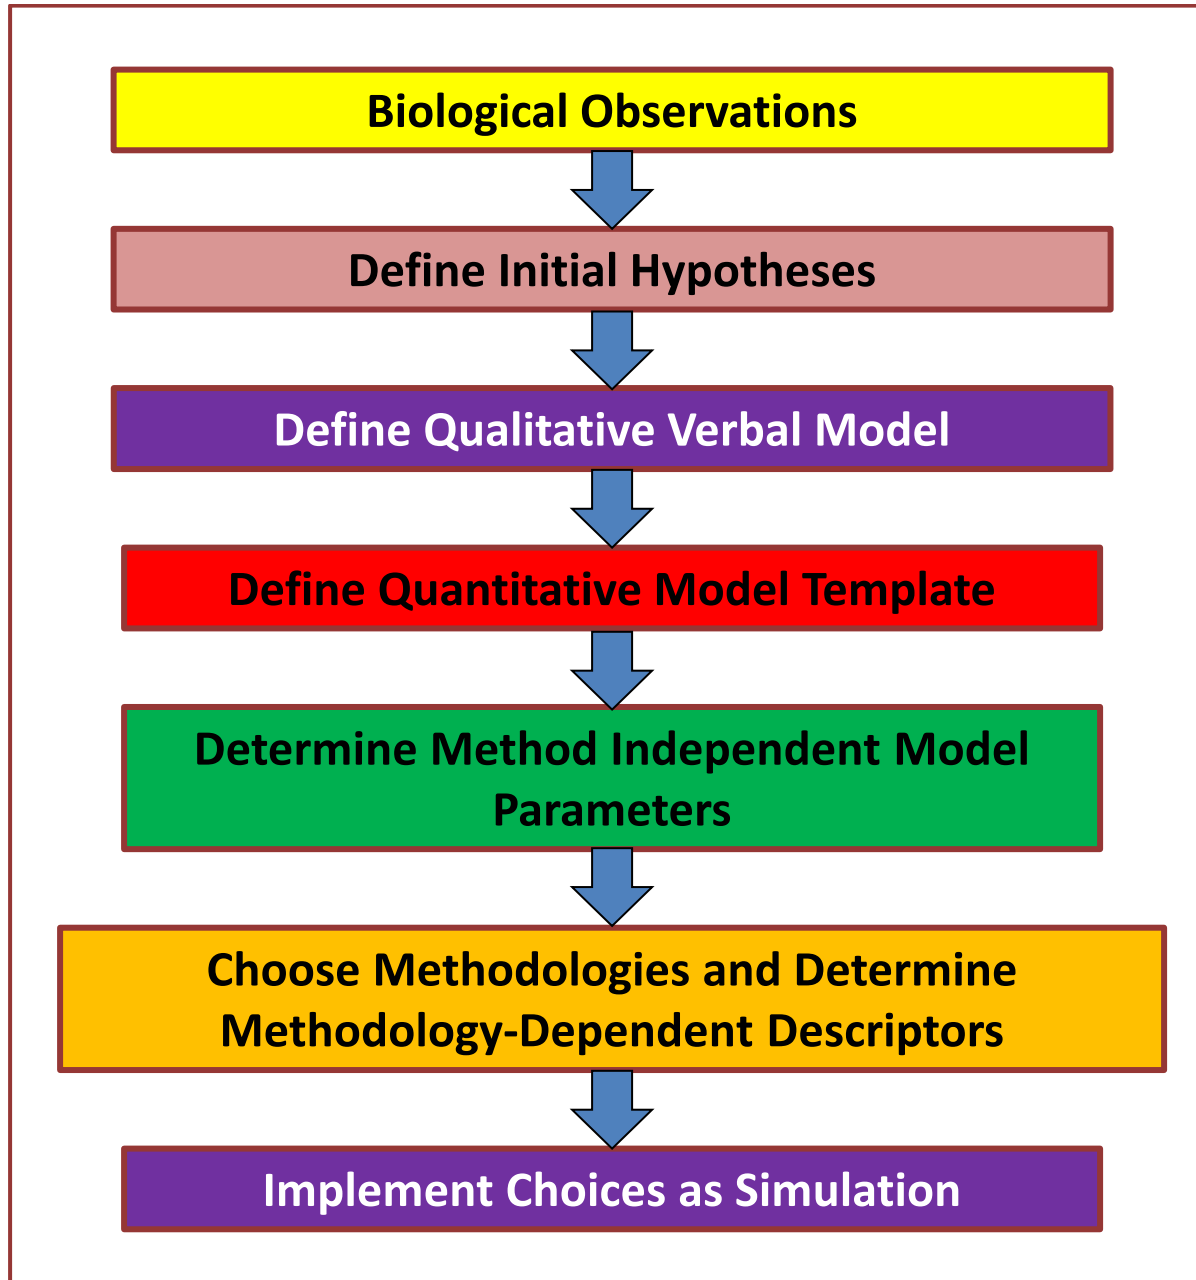 Biological Observations
Define Initial Hypotheses
Define Qualitative Verbal Model
Define Quantitative Model Template
Determine Method Independent Model
Parameters
Choose Methodologies and Determine
Methodology-Dependent Descriptors
Implement Choices as Simulation